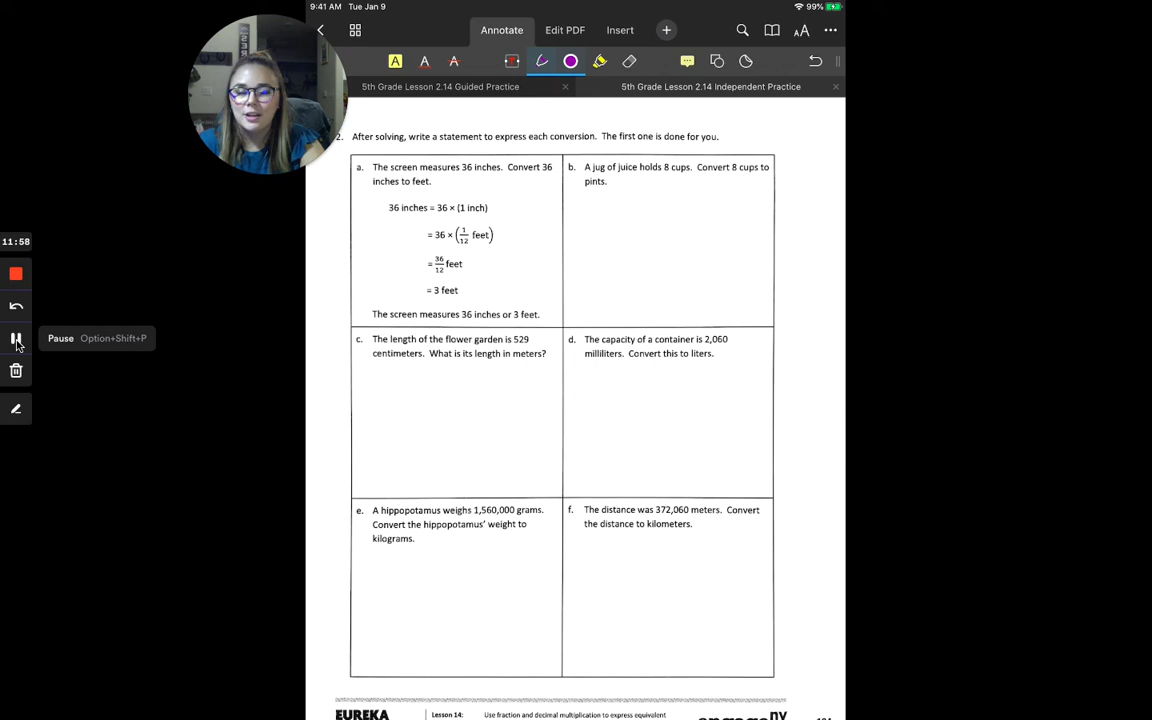 9:41 AM Tue Jan 9
99%
Annotate
Edit PDF
Insert
AA
A
A
A
T
5th Grade Lesson 2.14 Guided Practice
5th Grade Lesson 2.14 Independent Practice
11:58
Pause Option+Shift+P
2. After solving, write a statement to express each conversion. The first one is done for you.
a. The screen measures 36 inches. Convert 36
inches to feet.
36 inches = 36 × (1 inch)
= 36 × (1/12 feet)
= 36/12 feet
= 3 feet
The screen measures 36 inches or 3 feet.
b. A jug of juice holds 8 cups. Convert 8 cups to
pints.
c. The length of the flower garden is 529
centimeters. What is its length in meters?
d. The capacity of a container is 2,060
milliliters. Convert this to liters.
e. A hippopotamus weighs 1,560,000 grams.
Convert the hippopotamus' weight to
kilograms.
f. The distance was 372,060 meters. Convert
the distance to kilometers.
EUREKA
Lesson 14: Use fraction and decimal multiplication to express equivalent